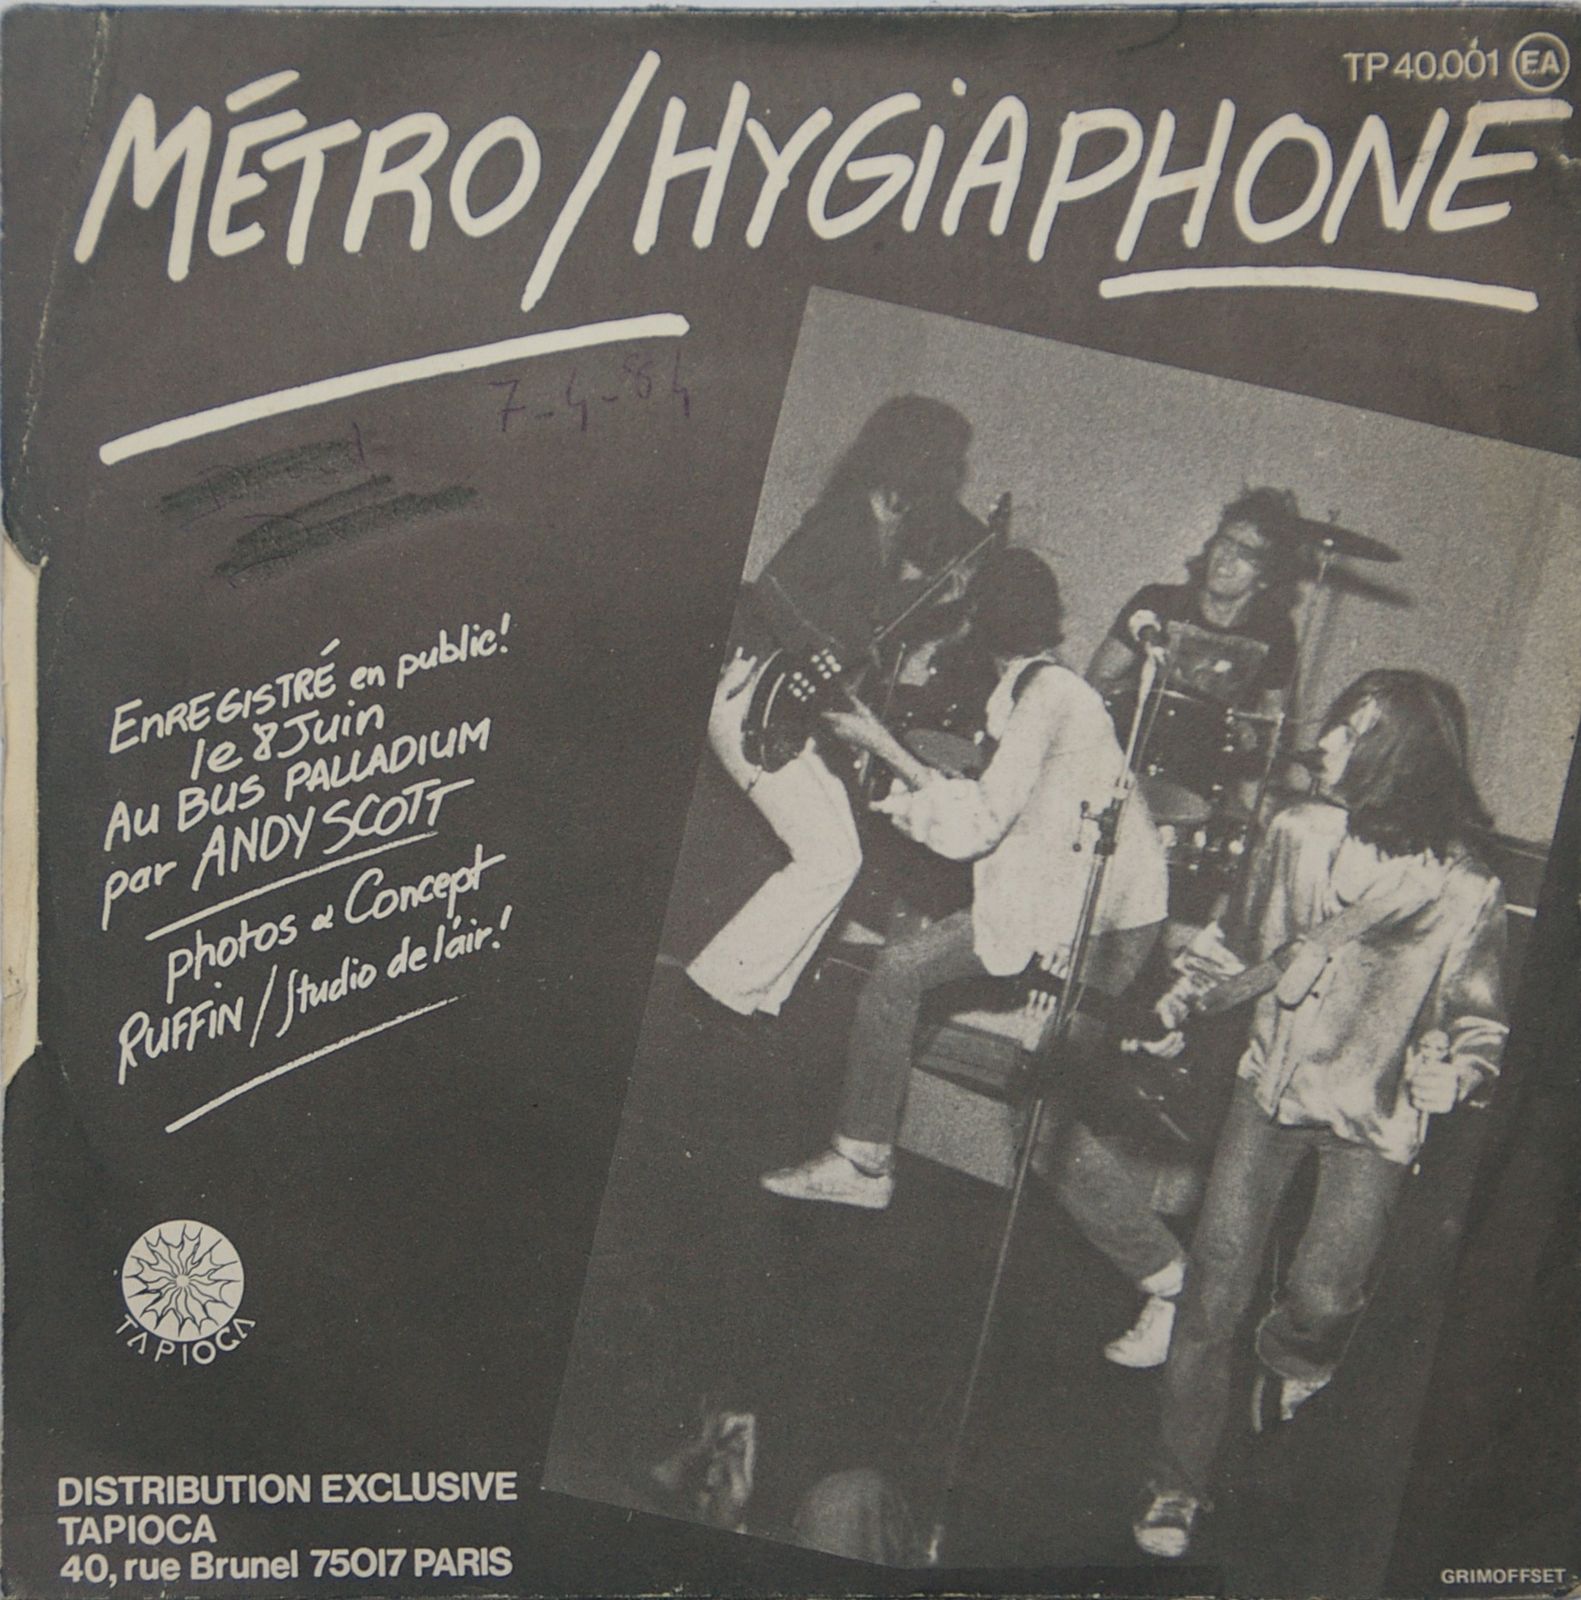 TP 40.001 EA
MÉTRO/HYGiAPHONE
7-4-84
EnREGiSTRÉ en public!
le 8 Juin
Au BUS PALLADIUM
par ANDY SCOTT
photos & Concept
RUFFiN / Studio de l'air!
TAPIOCA
DISTRIBUTION EXCLUSIVE
TAPIOCA
40, rue Brunel 75017 PARIS
GRIMOFFSET